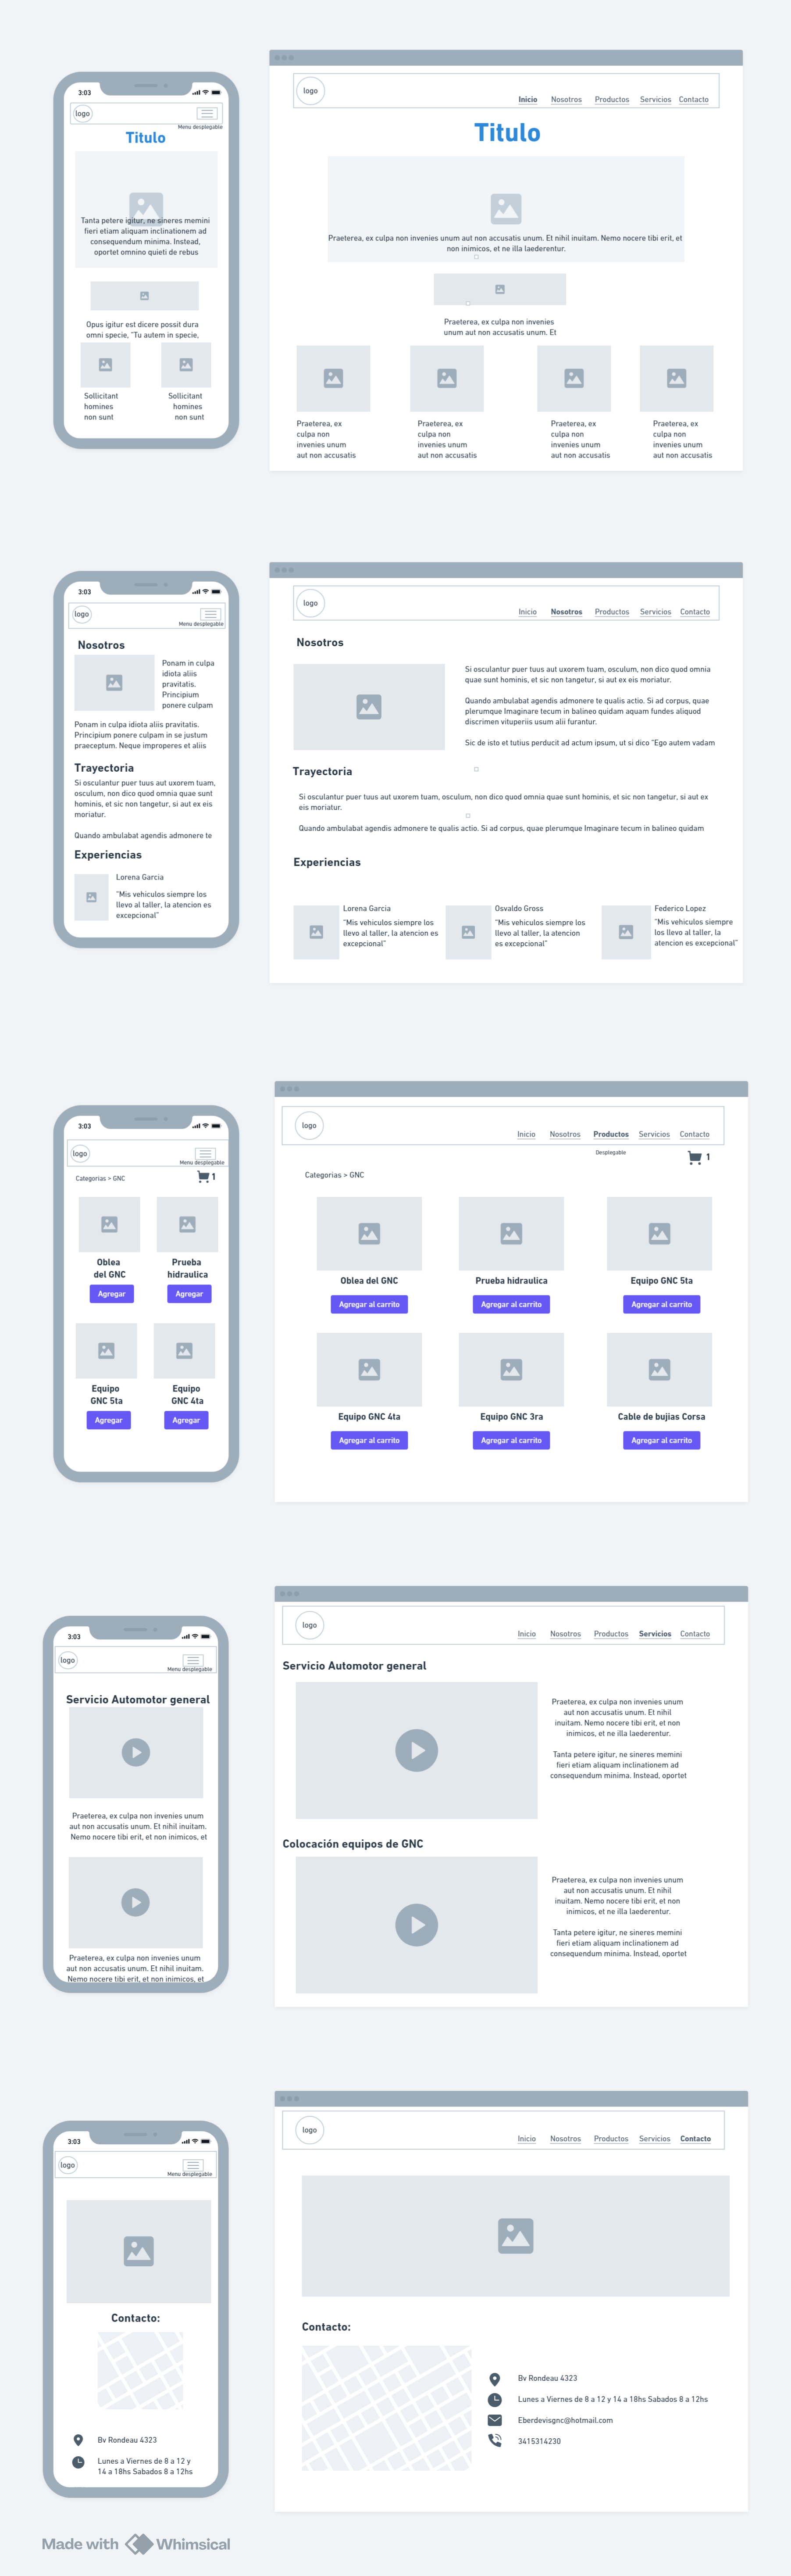 3:03
logo
Menu desplegable
Titulo
Tanta petere igitur, ne sineres memini
fieri etiam aliquam inclinationem ad
consequendum minima. Instead,
oportet omnino quieti de rebus
Opus igitur est dicere possit dura
omni specie, "Tu autem in specie,
Sollicitant
homines
non sunt
Sollicitant
homines
non sunt
logo
Inicio Nosotros Productos Servicios Contacto
Titulo
Praeterea, ex culpa non invenies unum aut non accusatis unum. Et nihil inuitam. Nemo nocere tibi erit, et
non inimicos, et ne illa laederentur.
Praeterea, ex culpa non invenies
unum aut non accusatis unum. Et
Praeterea, ex
culpa non
invenies unum
aut non accusatis
Praeterea, ex
culpa non
invenies unum
aut non accusatis
Praeterea, ex
culpa non
invenies unum
aut non accusatis
Praeterea, ex
culpa non
invenies unum
aut non accusatis
3:03
logo
Menu desplegable
Nosotros
Ponam in culpa
idiota aliis
pravitatis.
Principium
ponere culpam
Ponam in culpa idiota aliis pravitatis.
Principium ponere culpam in se justum
praeceptum. Neque improperes et aliis
Trayectoria
Si osculantur puer tuus aut uxorem tuam,
osculum, non dico quod omnia quae sunt
hominis, et sic non tangetur, si aut ex eis
moriatur.
Quando ambulabat agendis admonere te
Experiencias
Lorena Garcia
"Mis vehiculos siempre los
llevo al taller, la atencion es
excepcional"
logo
Inicio Nosotros Productos Servicios Contacto
Nosotros
Si osculantur puer tuus aut uxorem tuam, osculum, non dico quod omnia
quae sunt hominis, et sic non tangetur, si aut ex eis moriatur.
Quando ambulabat agendis admonere te qualis actio. Si ad corpus, quae
plerumque Imaginare tecum in balineo quidam aquam fundes aliquod
discrimen vituperiis usum alii furantur.
Sic de isto et tutius perducit ad actum ipsum, ut si dico "Ego autem vadam
Trayectoria
Si osculantur puer tuus aut uxorem tuam, osculum, non dico quod omnia quae sunt hominis, et sic non tangetur, si aut ex
eis moriatur.
Quando ambulabat agendis admonere te qualis actio. Si ad corpus, quae plerumque Imaginare tecum in balineo quidam
Experiencias
Lorena Garcia
"Mis vehiculos siempre los
llevo al taller, la atencion es
excepcional"
Osvaldo Gross
"Mis vehiculos siempre los
llevo al taller, la atencion
es excepcional"
Federico Lopez
"Mis vehiculos siempre
los llevo al taller, la
atencion es excepcional"
3:03
logo
Menu desplegable
Categorias > GNC
1
Oblea
del GNC
Agregar
Prueba
hidraulica
Agregar
Equipo
GNC 5ta
Agregar
Equipo
GNC 4ta
Agregar
logo
Inicio Nosotros Productos Servicios Contacto
Desplegable
1
Categorias > GNC
Oblea del GNC
Agregar al carrito
Prueba hidraulica
Agregar al carrito
Equipo GNC 5ta
Agregar al carrito
Equipo GNC 4ta
Agregar al carrito
Equipo GNC 3ra
Agregar al carrito
Cable de bujias Corsa
Agregar al carrito
3:03
logo
Menu desplegable
Servicio Automotor general
Praeterea, ex culpa non invenies unum
aut non accusatis unum. Et nihil inuitam.
Nemo nocere tibi erit, et non inimicos, et
Praeterea, ex culpa non invenies unum
aut non accusatis unum. Et nihil inuitam.
Nemo nocere tibi erit, et non inimicos, et
logo
Inicio Nosotros Productos Servicios Contacto
Servicio Automotor general
Praeterea, ex culpa non invenies unum
aut non accusatis unum. Et nihil
inuitam. Nemo nocere tibi erit, et non
inimicos, et ne illa laederentur.
Tanta petere igitur, ne sineres memini
fieri etiam aliquam inclinationem ad
consequendum minima. Instead, oportet
Colocación equipos de GNC
Praeterea, ex culpa non invenies unum
aut non accusatis unum. Et nihil
inuitam. Nemo nocere tibi erit, et non
inimicos, et ne illa laederentur.
Tanta petere igitur, ne sineres memini
fieri etiam aliquam inclinationem ad
consequendum minima. Instead, oportet
3:03
logo
Menu desplegable
Contacto:
Bv Rondeau 4323
Lunes a Viernes de 8 a 12 y
14 a 18hs Sabados 8 a 12hs
logo
Inicio Nosotros Productos Servicios Contacto
Contacto:
Bv Rondeau 4323
Lunes a Viernes de 8 a 12 y 14 a 18hs Sabados 8 a 12hs
Eberdevisgnc@hotmail.com
3415314230
Made with Whimsical